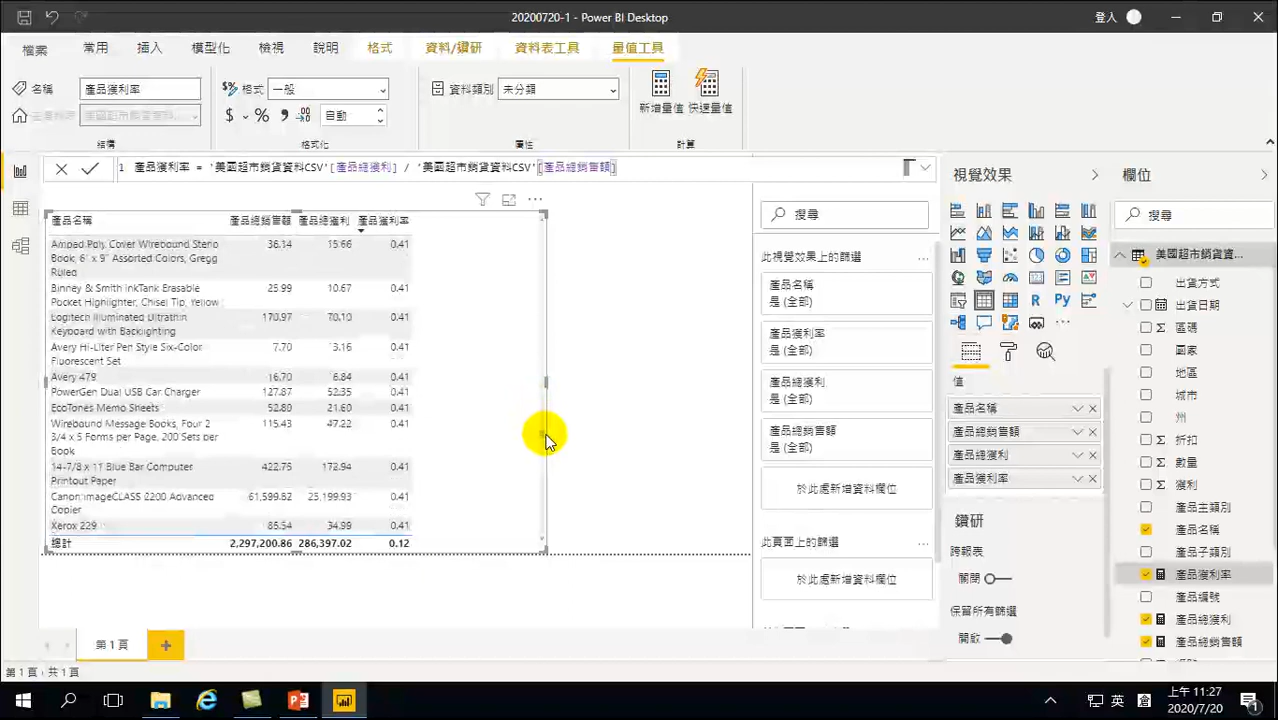 20200720-1 - Power BI Desktop
登入
檔案 常用 插入 模型化 檢視 說明 格式 資料/鑽研 資料表工具 量值工具
名稱 產品獲利率
格式 一般
資料類別 未分類
$ % 自動
新增量值 快速量值
結構 格式化 屬性 計算
1 產品獲利率 = '美國超市銷貨資料CSV'[產品總獲利] / '美國超市銷貨資料CSV'[產品總銷售額]
產品名稱 產品總銷售額 產品總獲利 產品獲利率
Ampad Poly Cover Wirebound Steno Book, 6" x 9" Assorted Colors, Gregg Ruled 36.14 15.66 0.41
Binney & Smith inkTank Erasable Pocket Highlighter, Chisel Tip, Yellow 25.99 10.67 0.41
Logitech Illuminated Ultrathin Keyboard with Backlighting 170.97 70.10 0.41
Avery Hi-Liter Pen Style Six-Color Fluorescent Set 7.70 3.16 0.41
Avery 479 16.70 6.84 0.41
PowerGen Dual USB Car Charger 127.87 52.35 0.41
EcoTones Memo Sheets 52.80 21.60 0.41
Wirebound Message Books, Four 2 3/4 x 5 Forms per Page, 200 Sets per Book 115.43 47.22 0.41
14-7/8 x 11 Blue Bar Computer Printout Paper 422.75 172.94 0.41
Canon imageCLASS 2200 Advanced Copier 61,599.82 25,199.93 0.41
Xerox 229 85.54 34.99 0.41
總計 2,297,200.86 286,397.02 0.12
搜尋
此視覺效果上的篩選
產品名稱
是 (全部)
產品獲利率
是 (全部)
產品總獲利
是 (全部)
產品總銷售額
是 (全部)
於此處新增資料欄位
此頁面上的篩選
於此處新增資料欄位
視覺效果
R Py
值
產品名稱
產品總銷售額
產品總獲利
產品獲利率
鑽研
跨報表
關閉
保留所有篩選
開啟
欄位
搜尋
美國超市銷貨資...
出貨方式
出貨日期
區碼
國家
地區
城市
州
折扣
數量
獲利
產品主類別
產品名稱
產品子類別
產品獲利率
產品編號
產品總獲利
產品總銷售額
第 1 頁
第 1 頁，共 1 頁
英
上午 11:27
2020/7/20
1